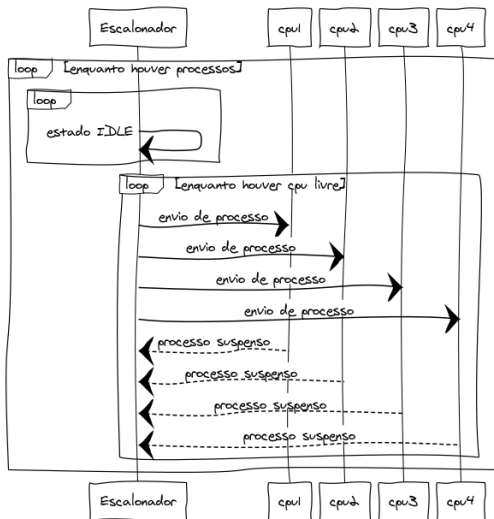 Escalonador cpu1 cpu2 cpu3 cpu4
loop [enquanto houver processos]
loop
estado IDLE
loop [enquanto houver cpu livre]
envio de processo
envio de processo
envio de processo
envio de processo
processo suspenso
processo suspenso
processo suspenso
processo suspenso
Escalonador cpu1 cpu2 cpu3 cpu4